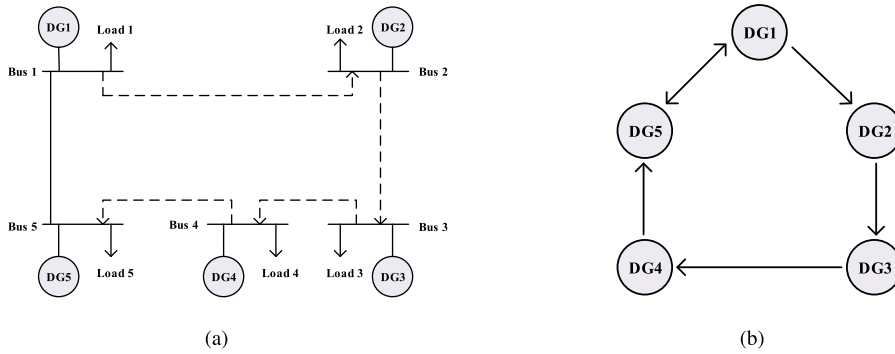 DG1
Load 1
Load 2
DG2
Bus 1
Bus 2
Bus 5
Bus 4
Bus 3
DG5
Load 5
DG4
Load 4
Load 3
DG3
(a)
DG1
DG5
DG2
DG4
DG3
(b)